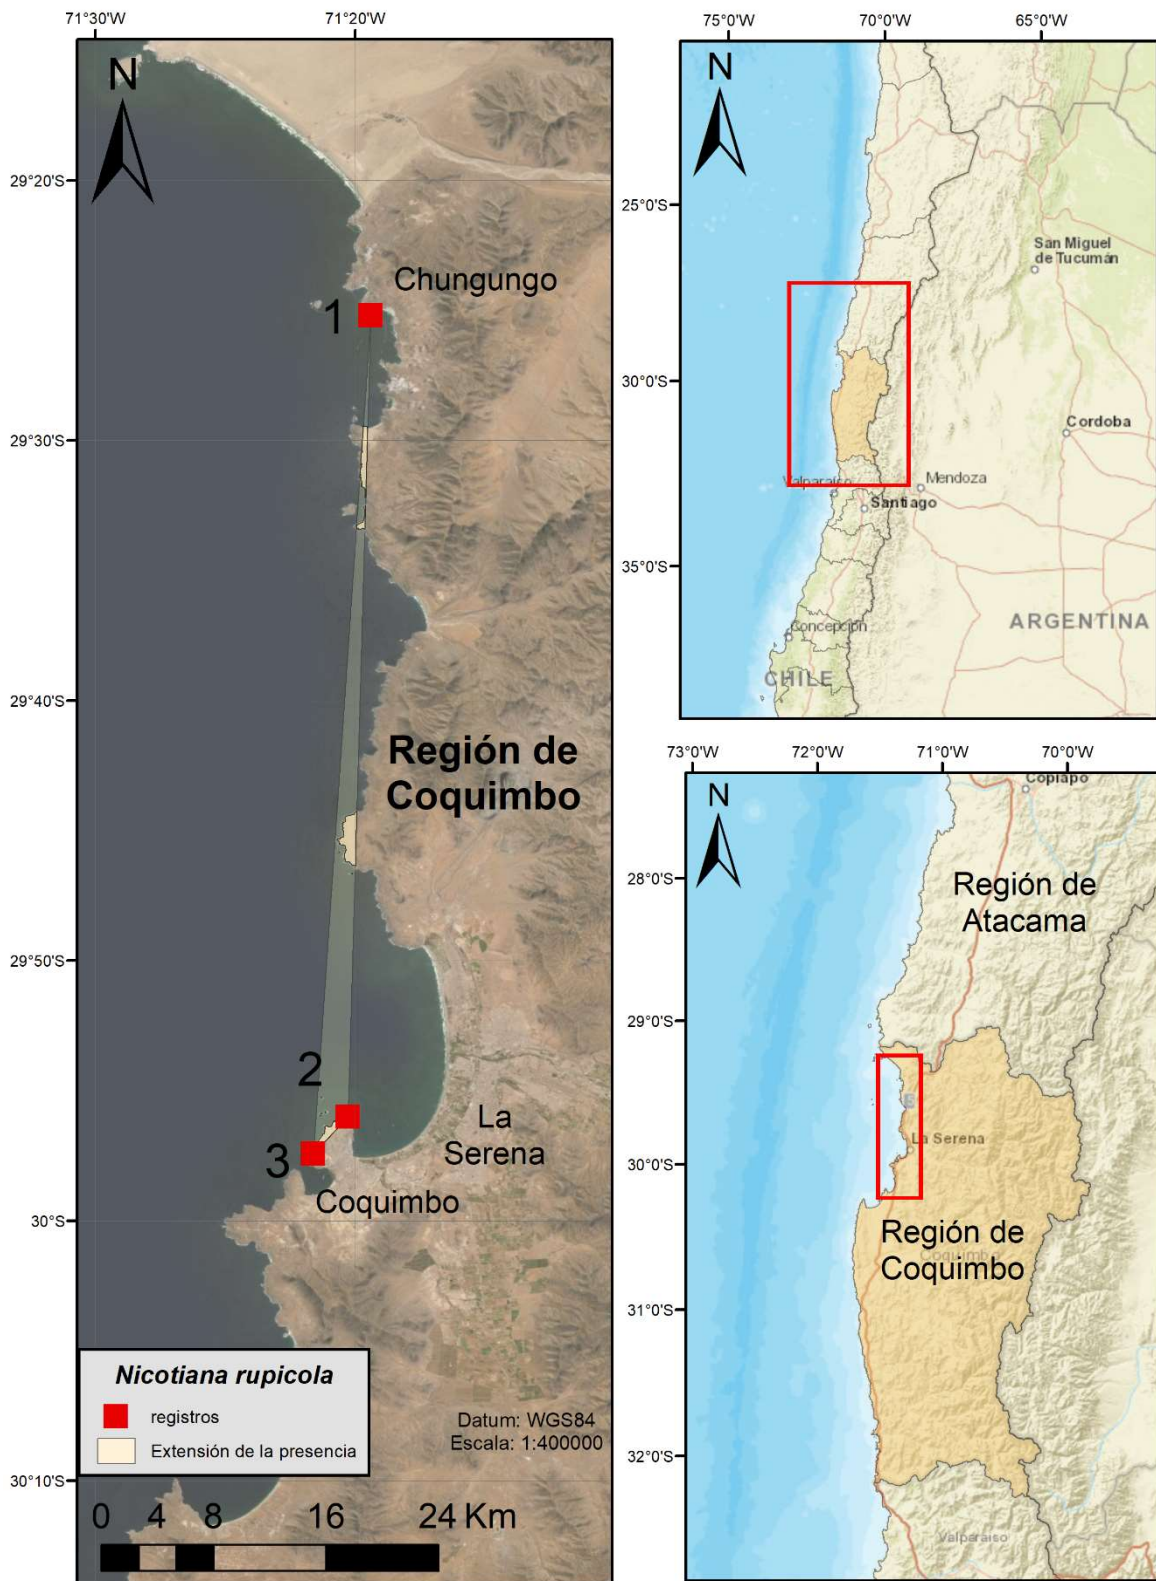 71°30'W
71°20'W
N
29°20'S
Chungungo
1
29°30'S
29°40'S
Región de
Coquimbo
29°50'S
2
La
Serena
3
Coquimbo
30°S
Nicotiana rupicola
registros
Extensión de la presencia
Datum: WGS84
Escala: 1:400000
30°10'S
0 4 8 16 24 Km
75°0'W
70°0'W
65°0'W
N
25°0'S
San Miguel
de Tucumán
30°0'S
Cordoba
Valparaíso
Mendoza
Santiago
35°0'S
Concepción
ARGENTINA
CHILE
73°0'W
72°0'W
71°0'W
70°0'W
Copiapo
N
28°0'S
Región de
Atacama
29°0'S
E
La Serena
30°0'S
Región de
Coquimbo
Coquimbo
31°0'S
32°0'S
Valparaiso